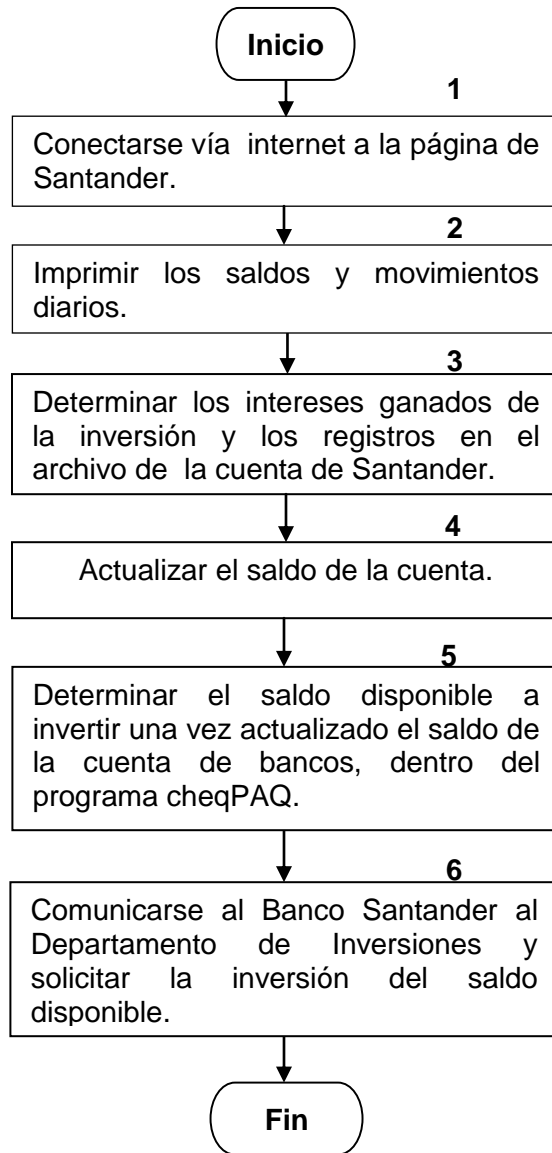 Inicio
1
Conectarse vía internet a la página de
Santander.
2
Imprimir los saldos y movimientos
diarios.
3
Determinar los intereses ganados de
la inversión y los registros en el
archivo de la cuenta de Santander.
4
Actualizar el saldo de la cuenta.
5
Determinar el saldo disponible a
invertir una vez actualizado el saldo de
la cuenta de bancos, dentro del
programa cheqPAQ.
6
Comunicarse al Banco Santander al
Departamento de Inversiones y
solicitar la inversión del saldo
disponible.
Fin